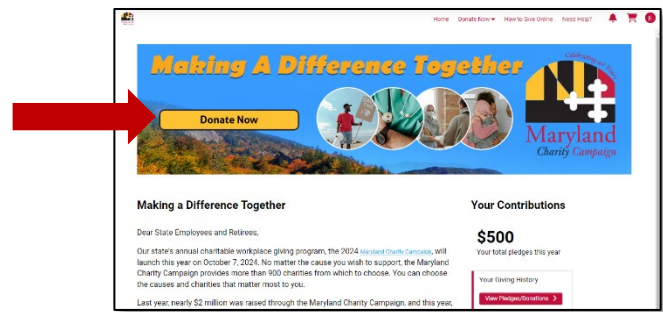 Home Donate Now How to Give Online Need Help?
Making A Difference Together
Donate Now
Maryland
Charity Campaign
Making a Difference Together
Your Contributions
Dear State Employees and Retirees,
$500
Your total pledges this year
Our state's annual charitable workplace giving program, the 2024 Maryland Charity Campaign, will
launch this year on October 7, 2024. No matter the cause you wish to support, the Maryland
Charity Campaign provides more than 900 charities from which to choose. You can choose
the causes and charities that matter most to you.
Your Giving History
View Pledges/Donations
Last year, nearly $2 million was raised through the Maryland Charity Campaign, and this year,